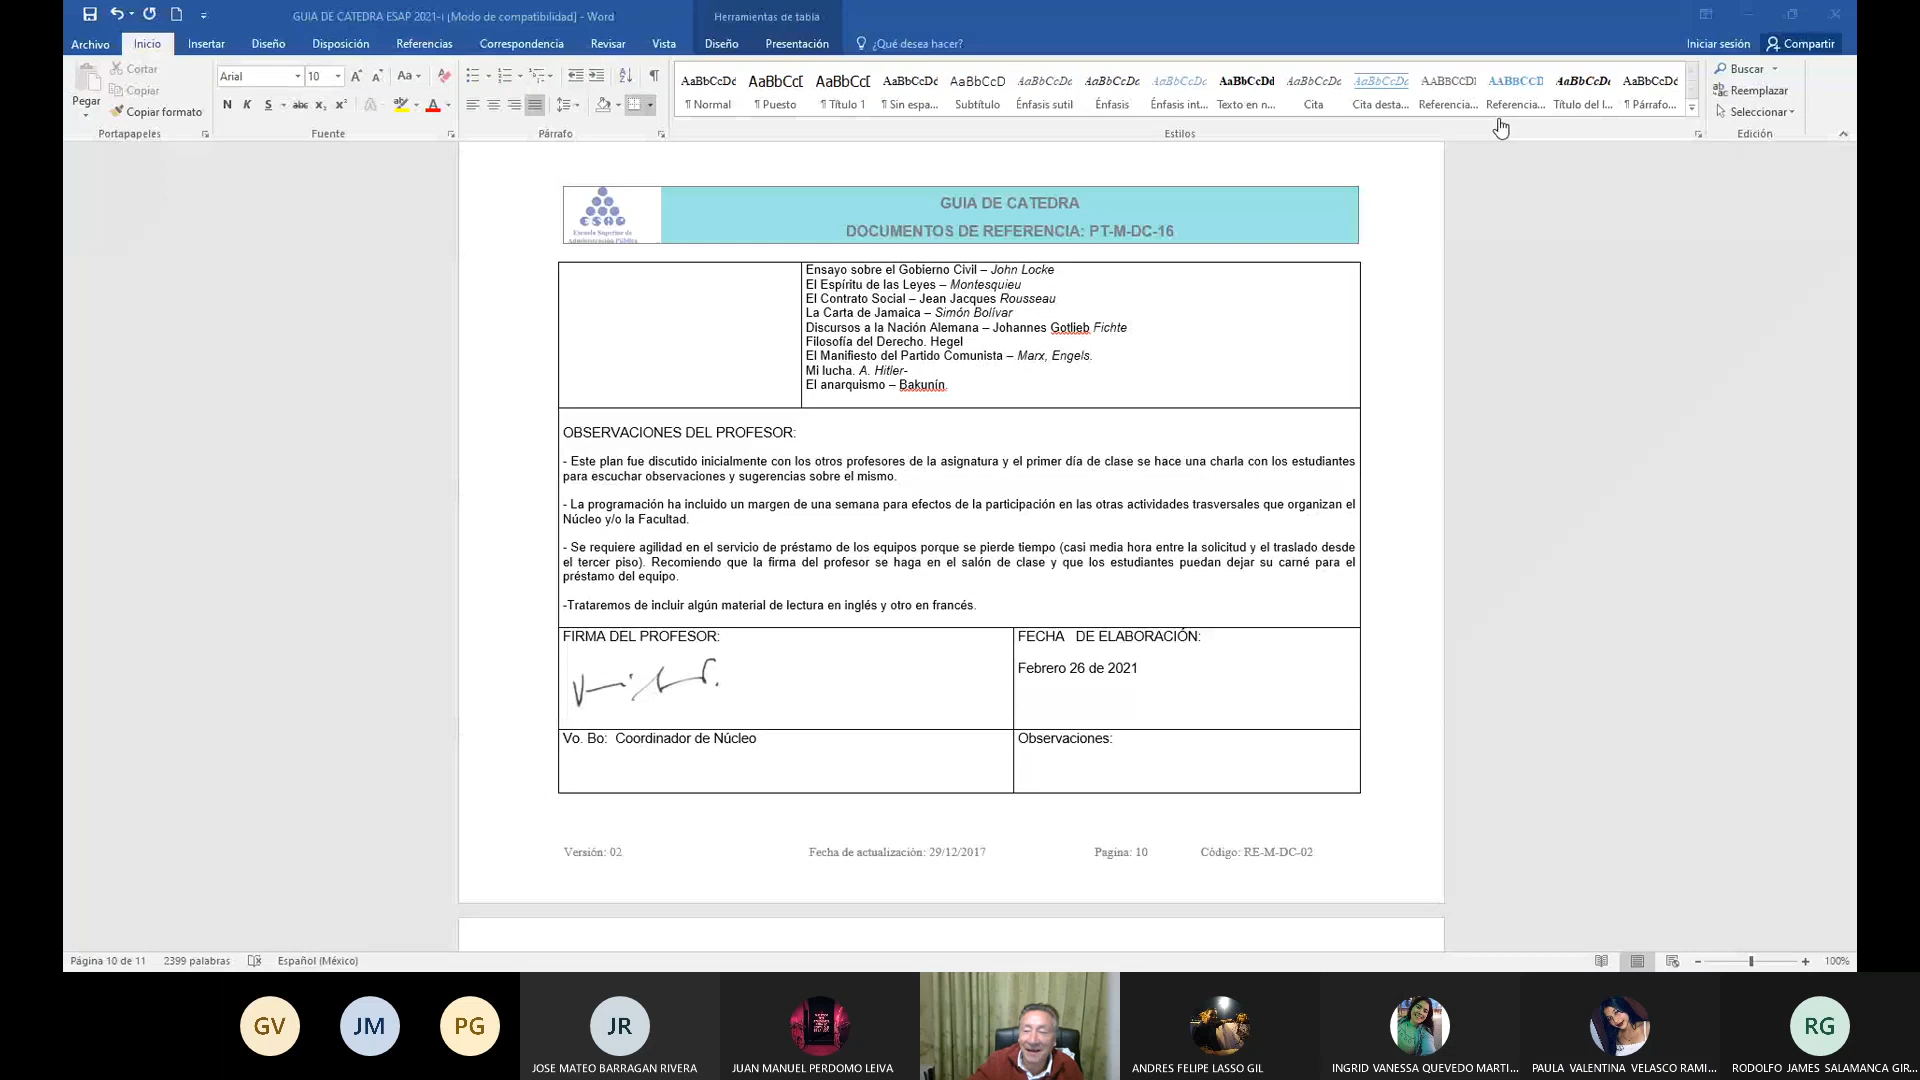 GUIA DE CATEDRA ESAP 2021-I [Modo de compatibilidad] - Word
Herramientas de tabla
Archivo Inicio Insertar Diseño Disposición Referencias Correspondencia Revisar Vista Diseño Presentación ¿Qué desea hacer? Iniciar sesión Compartir
Pegar
Cortar
Copiar
Copiar formato
Portapapeles
Arial 10
N K S abc x₂ x²
Fuente
Párrafo
AaBbCcDc AaBbCcI AaBbCcI AaBbCcDc AaBbCcD AaBbCcDc AaBbCcDc AaBbCcDc AaBbCcDd AaBbCcDc AaBbCcDc AABBCCDI AABBCCI AaBbCcDc AaBbCcDc
¶ Normal ¶ Puesto ¶ Título 1 ¶ Sin espa... Subtítulo Énfasis sutil Énfasis Énfasis int... Texto en n... Cita Cita desta... Referencia... Referencia... Título del l... ¶ Párrafo...
Estilos
Buscar
Reemplazar
Seleccionar
Edición
ESAP
Escuela Superior de
Administración Pública
GUIA DE CATEDRA
DOCUMENTOS DE REFERENCIA: PT-M-DC-16
Ensayo sobre el Gobierno Civil – John Locke
El Espíritu de las Leyes – Montesquieu
El Contrato Social – Jean Jacques Rousseau
La Carta de Jamaica – Simón Bolívar
Discursos a la Nación Alemana – Johannes Gotlieb Fichte
Filosofía del Derecho. Hegel
El Manifiesto del Partido Comunista – Marx, Engels.
Mi lucha. A. Hitler-
El anarquismo – Bakunín.
OBSERVACIONES DEL PROFESOR:
- Este plan fue discutido inicialmente con los otros profesores de la asignatura y el primer día de clase se hace una charla con los estudiantes
para escuchar observaciones y sugerencias sobre el mismo.
- La programación ha incluido un margen de una semana para efectos de la participación en las otras actividades trasversales que organizan el
Núcleo y/o la Facultad.
- Se requiere agilidad en el servicio de préstamo de los equipos porque se pierde tiempo (casi media hora entre la solicitud y el traslado desde
el tercer piso). Recomiendo que la firma del profesor se haga en el salón de clase y que los estudiantes puedan dejar su carné para el
préstamo del equipo.
-Trataremos de incluir algún material de lectura en inglés y otro en francés.
FIRMA DEL PROFESOR:
FECHA DE ELABORACIÓN:
Febrero 26 de 2021
Vo. Bo: Coordinador de Núcleo
Observaciones:
Versión: 02 Fecha de actualización: 29/12/2017 Pagina: 10 Código: RE-M-DC-02
Página 10 de 11 2399 palabras Español (México) 100%
GV JM PG JR RG
JOSE MATEO BARRAGAN RIVERA JUAN MANUEL PERDOMO LEIVA ANDRES FELIPE LASSO GIL INGRID VANESSA QUEVEDO MARTI... PAULA VALENTINA VELASCO RAMI... RODOLFO JAMES SALAMANCA GIR...